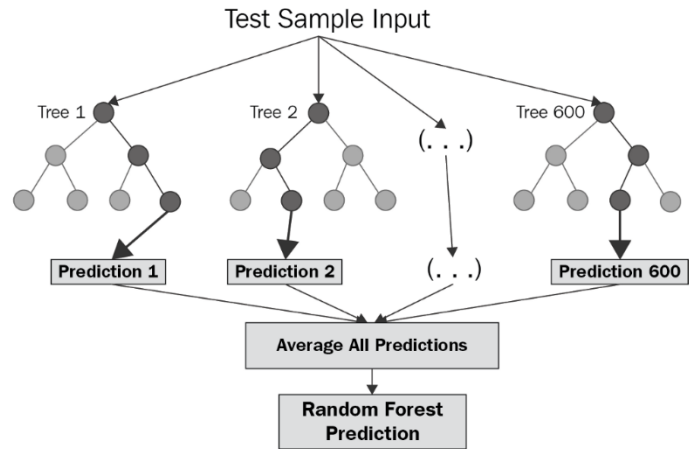 Test Sample Input
Tree 1
Tree 2
Tree 600
(. . .)
(. . .)
Prediction 1
Prediction 2
Prediction 600
Average All Predictions
Random Forest
Prediction